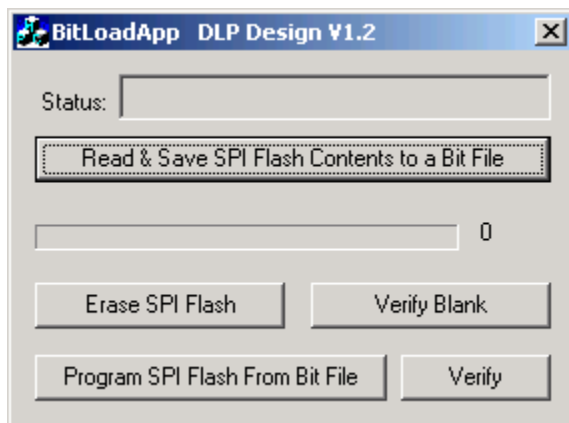 BitLoadApp DLP Design V1.2
Status:
Read & Save SPI Flash Contents to a Bit File
0
Erase SPI Flash
Verify Blank
Program SPI Flash From Bit File
Verify